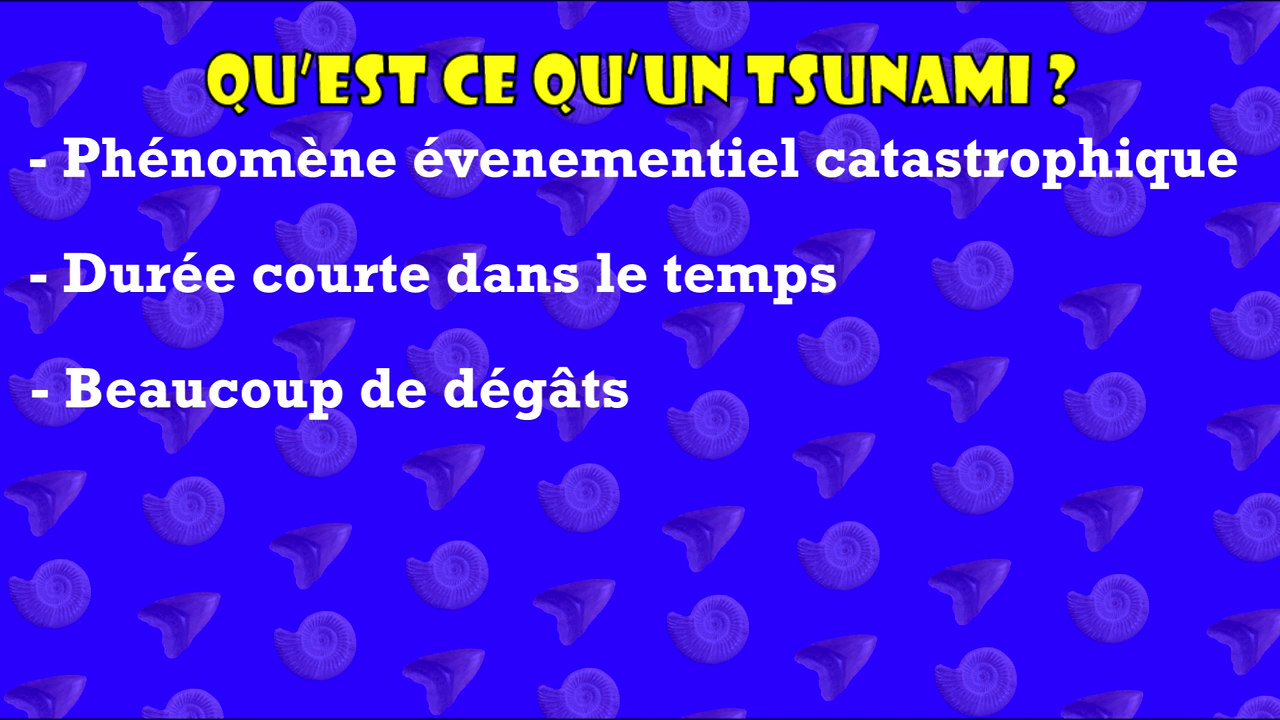 QU'EST CE QU'UN TSUNAMI ?
- Phénomène évenementiel catastrophique
- Durée courte dans le temps
- Beaucoup de dégâts